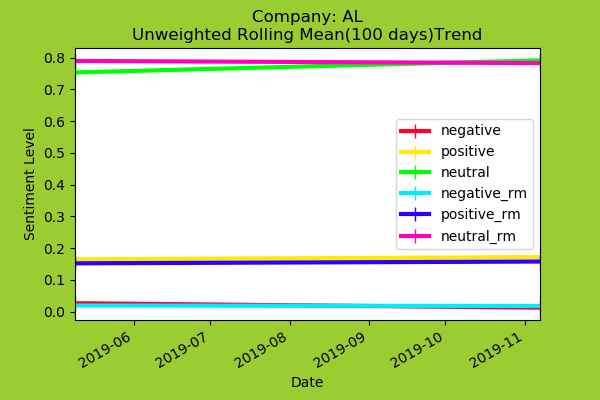 Company: AL
Unweighted Rolling Mean(100 days)Trend
0.8
0.7
0.6
0.5
0.4
0.3
0.2
0.1
0.0
Sentiment Level
negative
positive
neutral
negative_rm
positive_rm
neutral_rm
2019-06
2019-07
2019-08
2019-09
2019-10
2019-11
Date